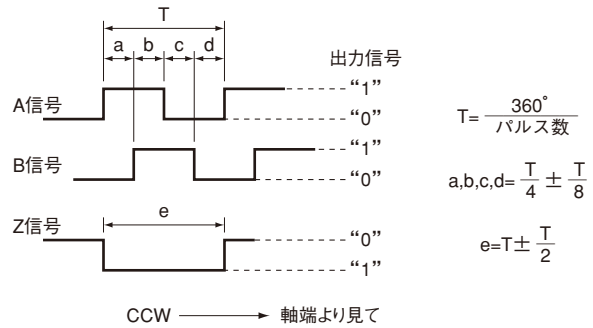 T
a b c d
出力信号
A信号
“1”
“0”
B信号
“1”
“0”
e
Z信号
“0”
“1”
CCW 軸端より見て
T= 360°/パルス数
a,b,c,d= T/4 ± T/8
e=T± T/2